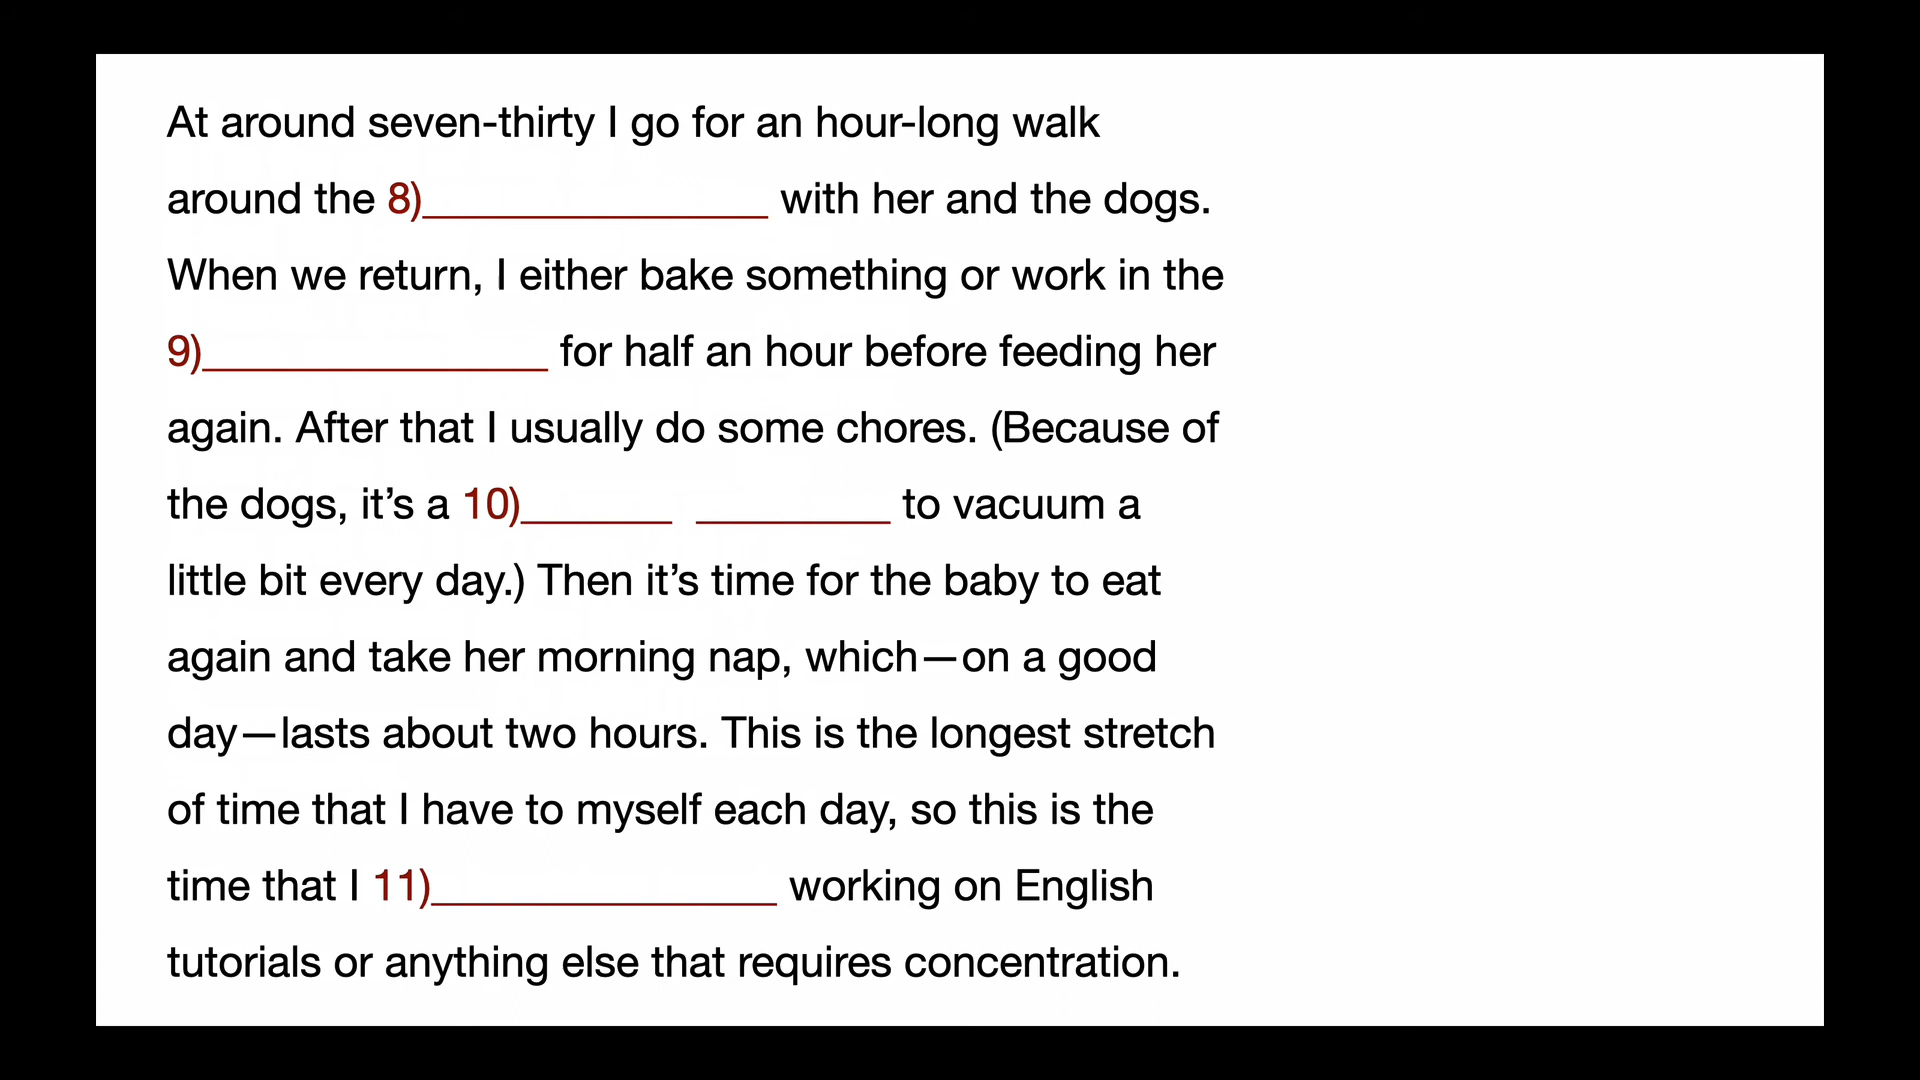 At around seven-thirty I go for an hour-long walk
around the 8)_______________ with her and the dogs.
When we return, I either bake something or work in the
9)_______________ for half an hour before feeding her
again. After that I usually do some chores. (Because of
the dogs, it’s a 10)_______ _________ to vacuum a
little bit every day.) Then it’s time for the baby to eat
again and take her morning nap, which—on a good
day—lasts about two hours. This is the longest stretch
of time that I have to myself each day, so this is the
time that I 11)_______________ working on English
tutorials or anything else that requires concentration.